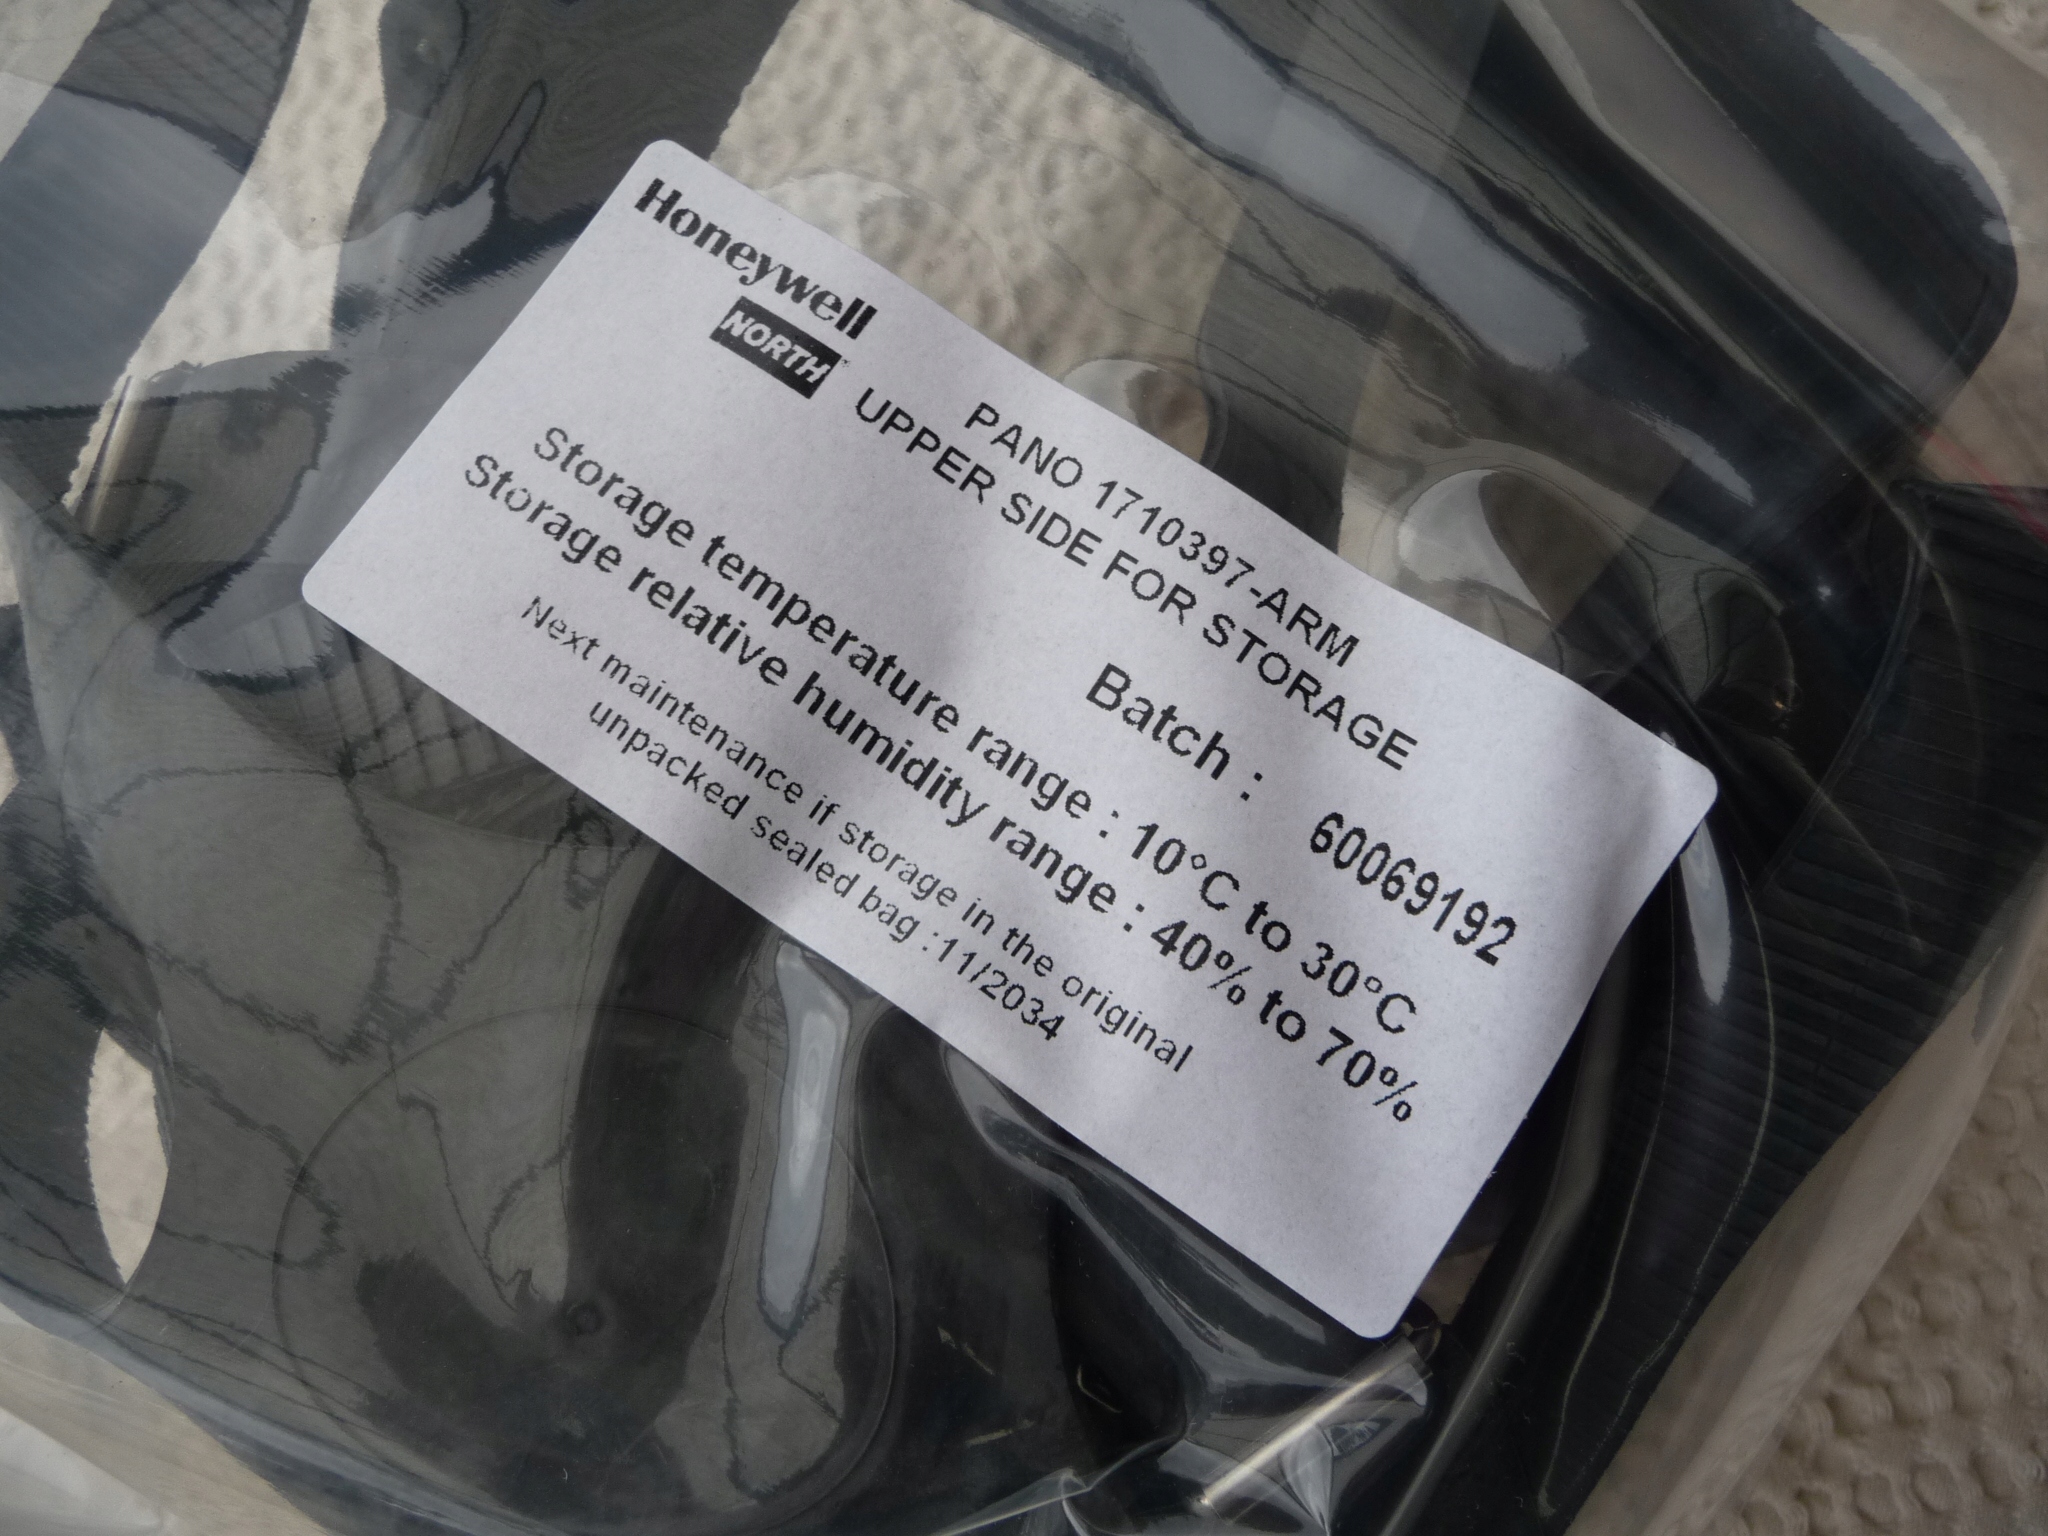 Honeywell
NORTH
PANO 1710397-ARM
UPPER SIDE FOR STORAGE
Batch : 60069192
Storage temperature range : 10°C to 30°C
Storage relative humidity range : 40% to 70%
Next maintenance if storage in the original
unpacked sealed bag :11/2034